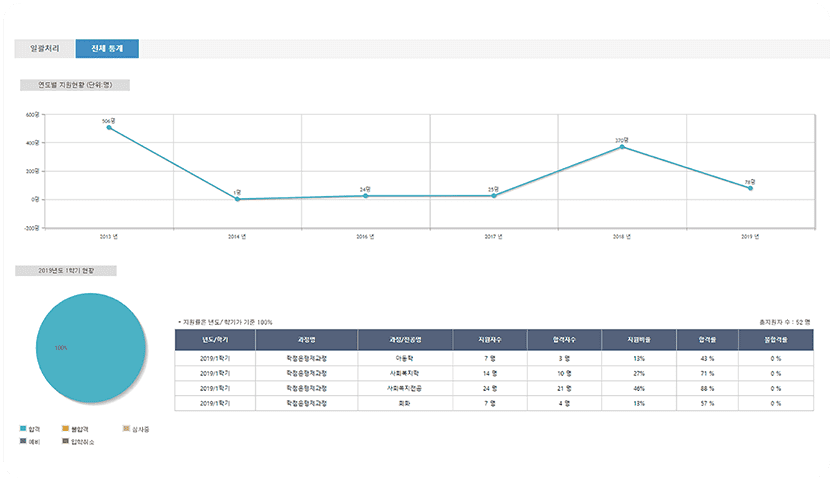 일괄처리 전체 통계
연도별 지원현황 (단위:명)
600명
400명
200명
0명
-200명
506명 1명 24명 25명 370명 78명
2013 년 2014 년 2016 년 2017 년 2018 년 2019 년
2019년도 1학기 현황
100%
합격 불합격 심사중
예비 입학취소
* 지원률은 년도/학기가 기준 100% 총지원자 수 : 52 명
년도/학기 과정명 과정/전공명 지원자수 합격자수 지원비율 합격률 불합격률
2019/1학기 학점은행제과정 아동학 7 명 3 명 13% 43 % 0 %
2019/1학기 학점은행제과정 사회복지학 14 명 10 명 27% 71 % 0 %
2019/1학기 학점은행제과정 사회복지전공 24 명 21 명 46% 88 % 0 %
2019/1학기 학점은행제과정 회화 7 명 4 명 13% 57 % 0 %